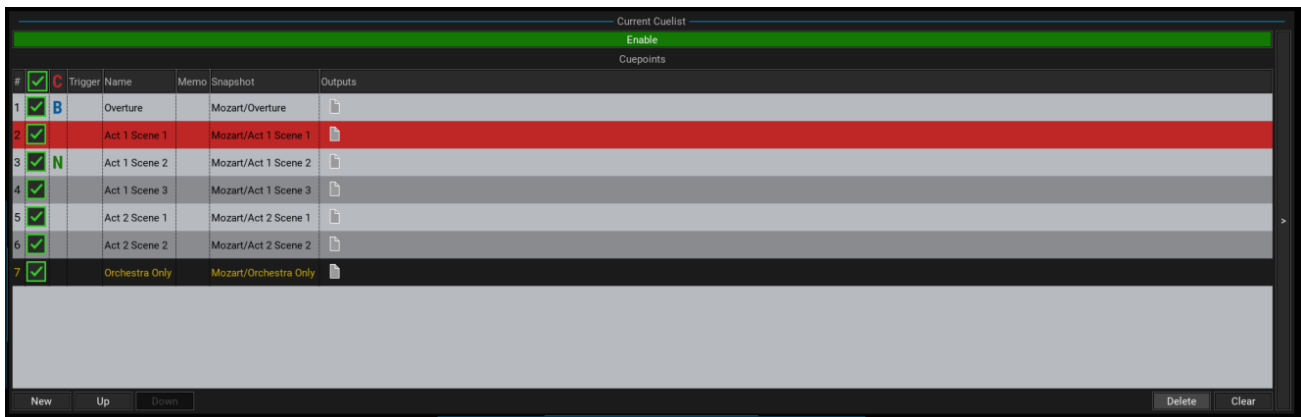 Current Cuelist
Enable
Cuepoints
# C Trigger Name Memo Snapshot Outputs
1 B Overture Mozart/Overture
2 Act 1 Scene 1 Mozart/Act 1 Scene 1
3 N Act 1 Scene 2 Mozart/Act 1 Scene 2
4 Act 1 Scene 3 Mozart/Act 1 Scene 3
5 Act 2 Scene 1 Mozart/Act 2 Scene 1
6 Act 2 Scene 2 Mozart/Act 2 Scene 2
7 Orchestra Only Mozart/Orchestra Only
>
New Up Down Delete Clear